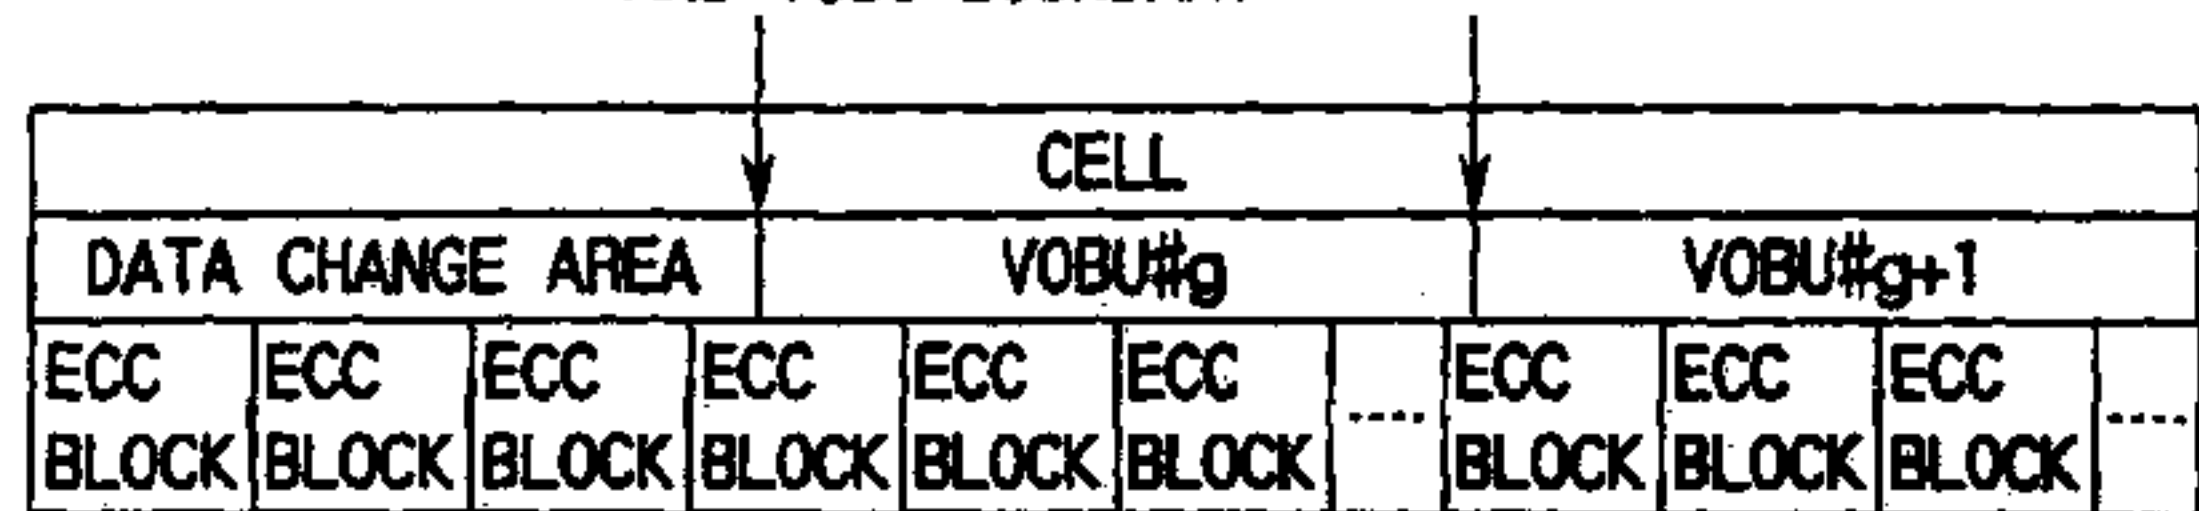 CELL
DATA CHANGE AREA VOBU#g VOBU#g+1
ECC ECC ECC ECC ECC ECC ECC ECC ECC
BLOCK BLOCK BLOCK BLOCK BLOCK BLOCK ---- BLOCK BLOCK BLOCK ----